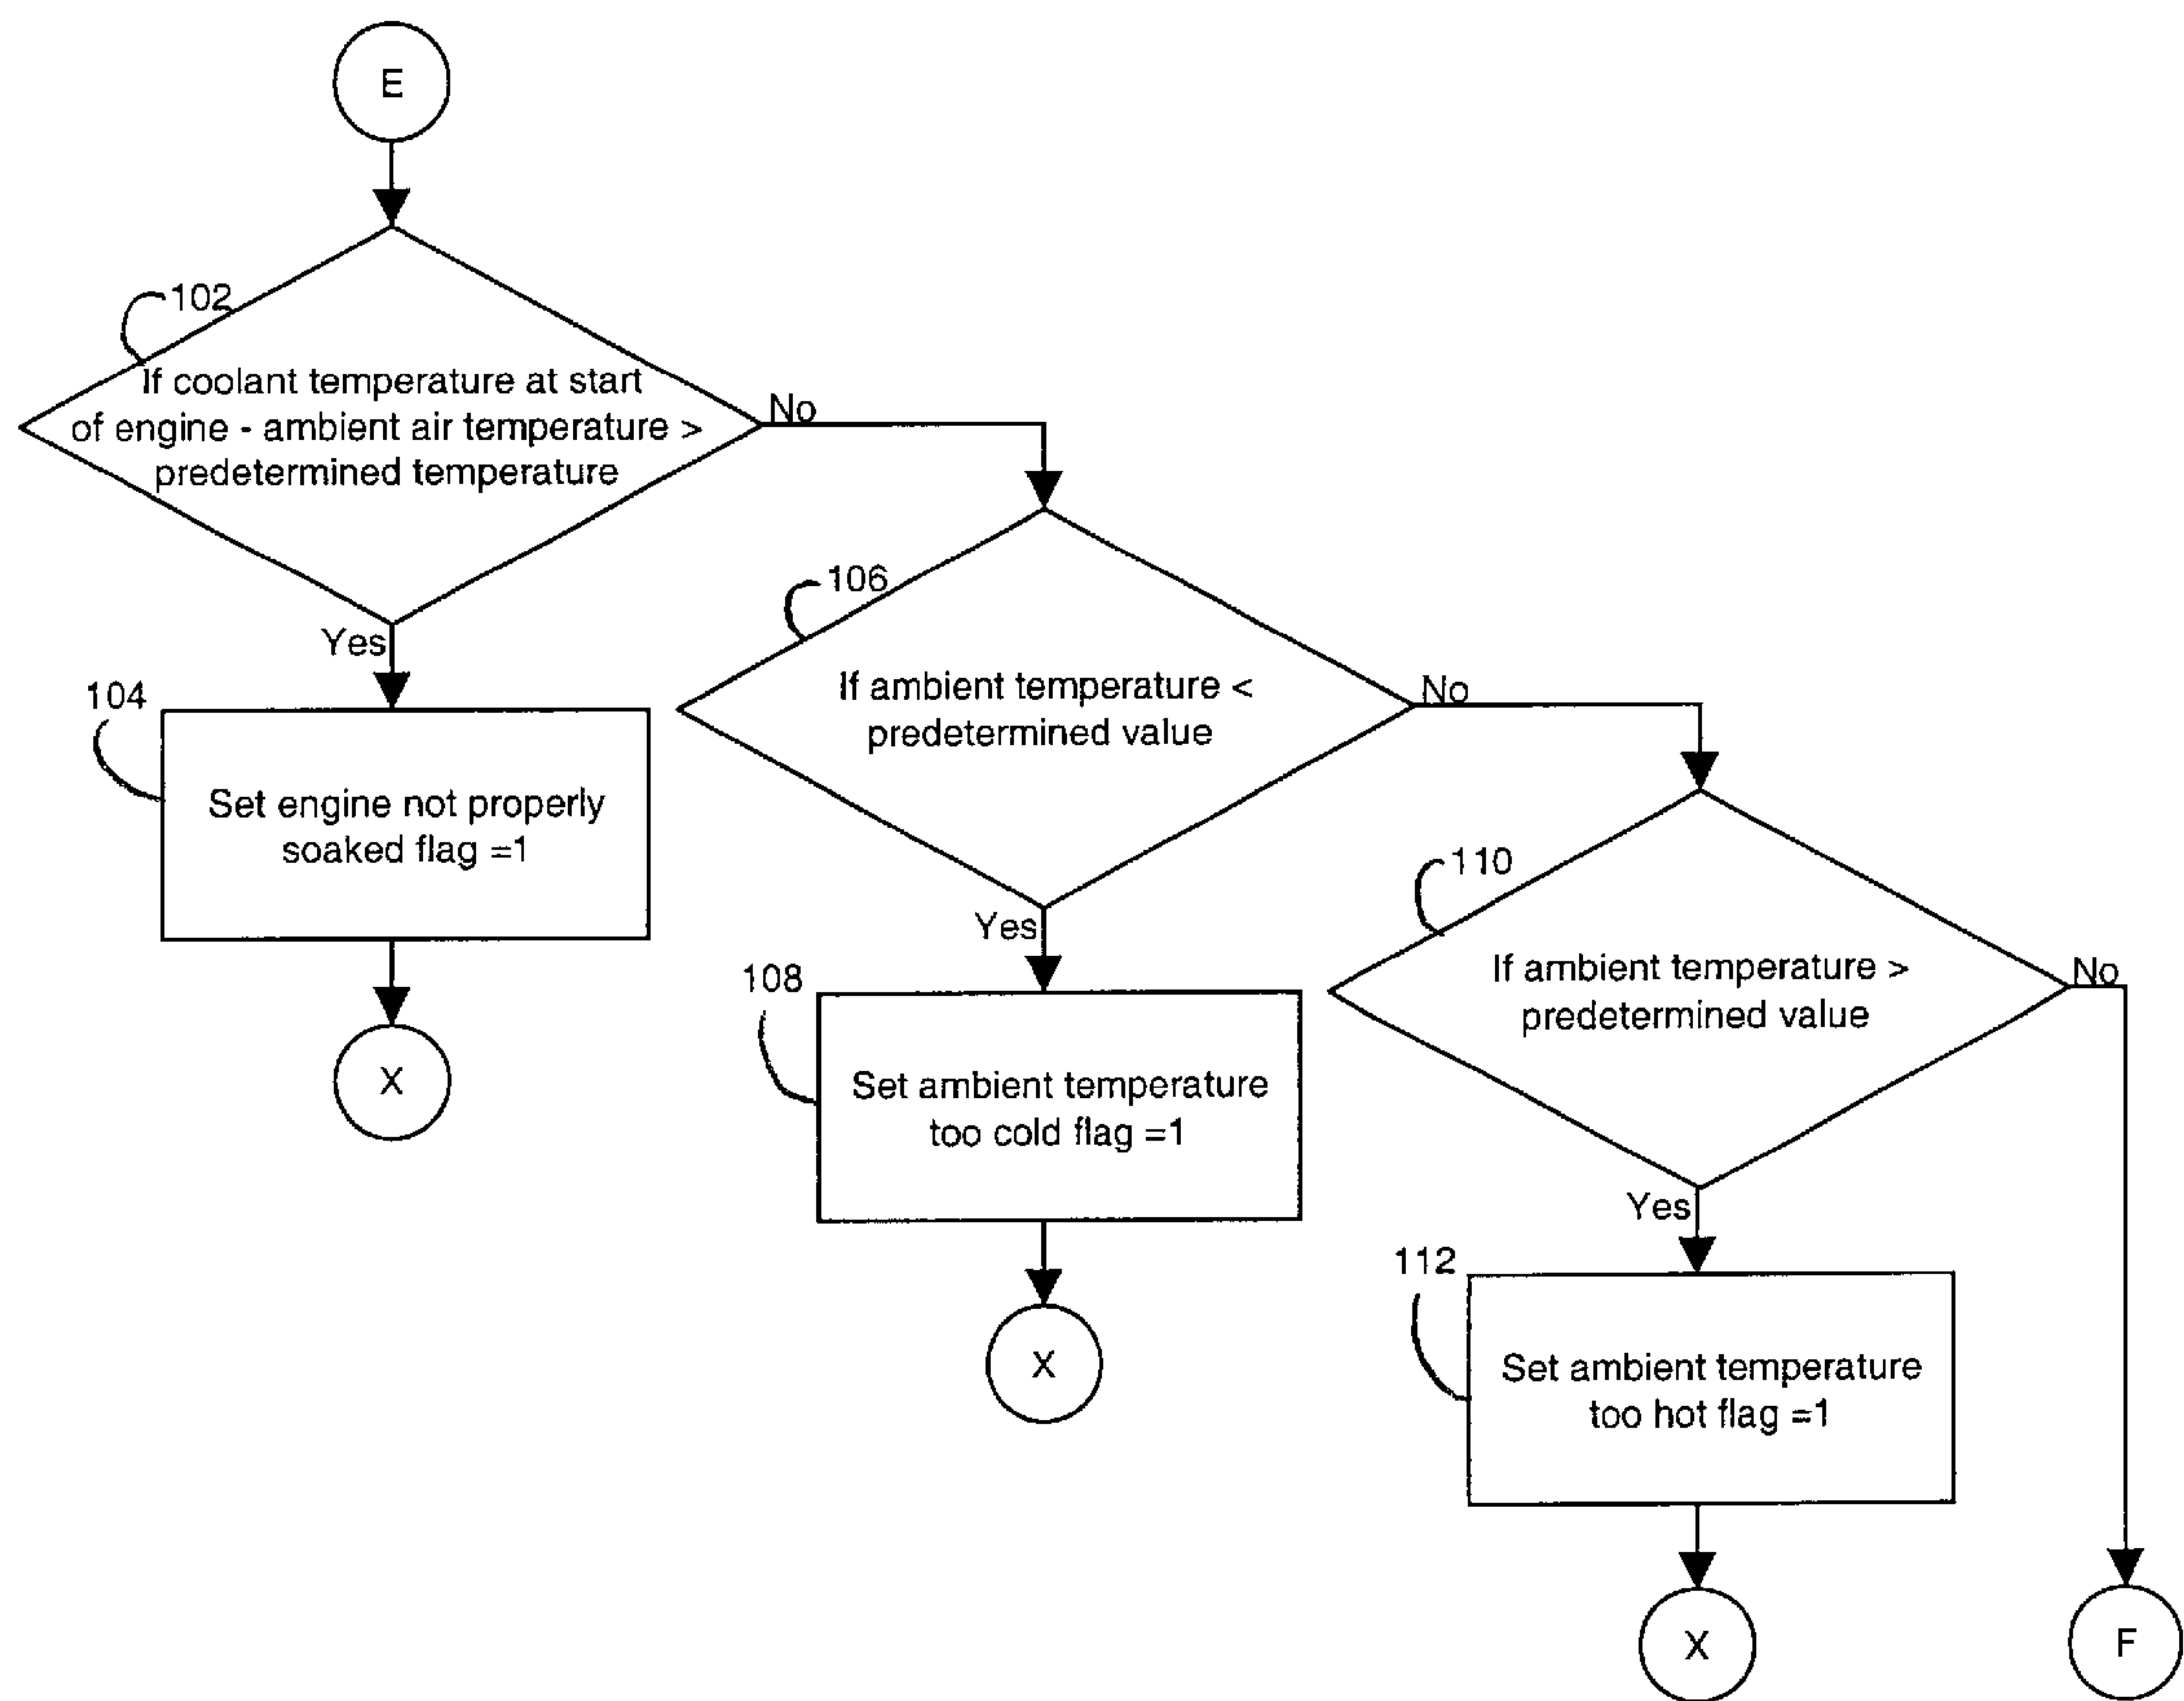 E
102
If coolant temperature at start
of engine - ambient air temperature >
predetermined temperature
No
Yes
104
Set engine not properly
soaked flag =1
X
106
If ambient temperature <
predetermined value
No
Yes
108
Set ambient temperature
too cold flag =1
X
110
If ambient temperature >
predetermined value
No
Yes
112
Set ambient temperature
too hot flag =1
X
F